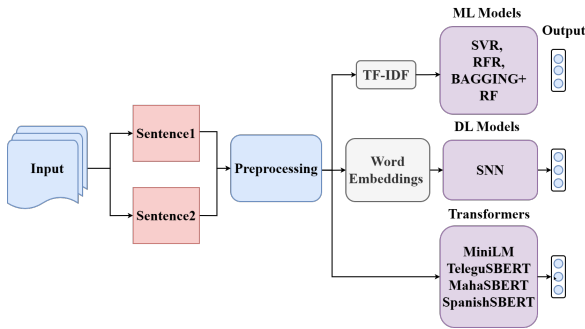 ML Models
Output
SVR,
RFR,
BAGGING+
RF
TF-IDF
DL Models
Sentence1
Input
Preprocessing
Word
Embeddings
SNN
Sentence2
Transformers
MiniLM
TeleguSBERT
MahaSBERT
SpanishSBERT